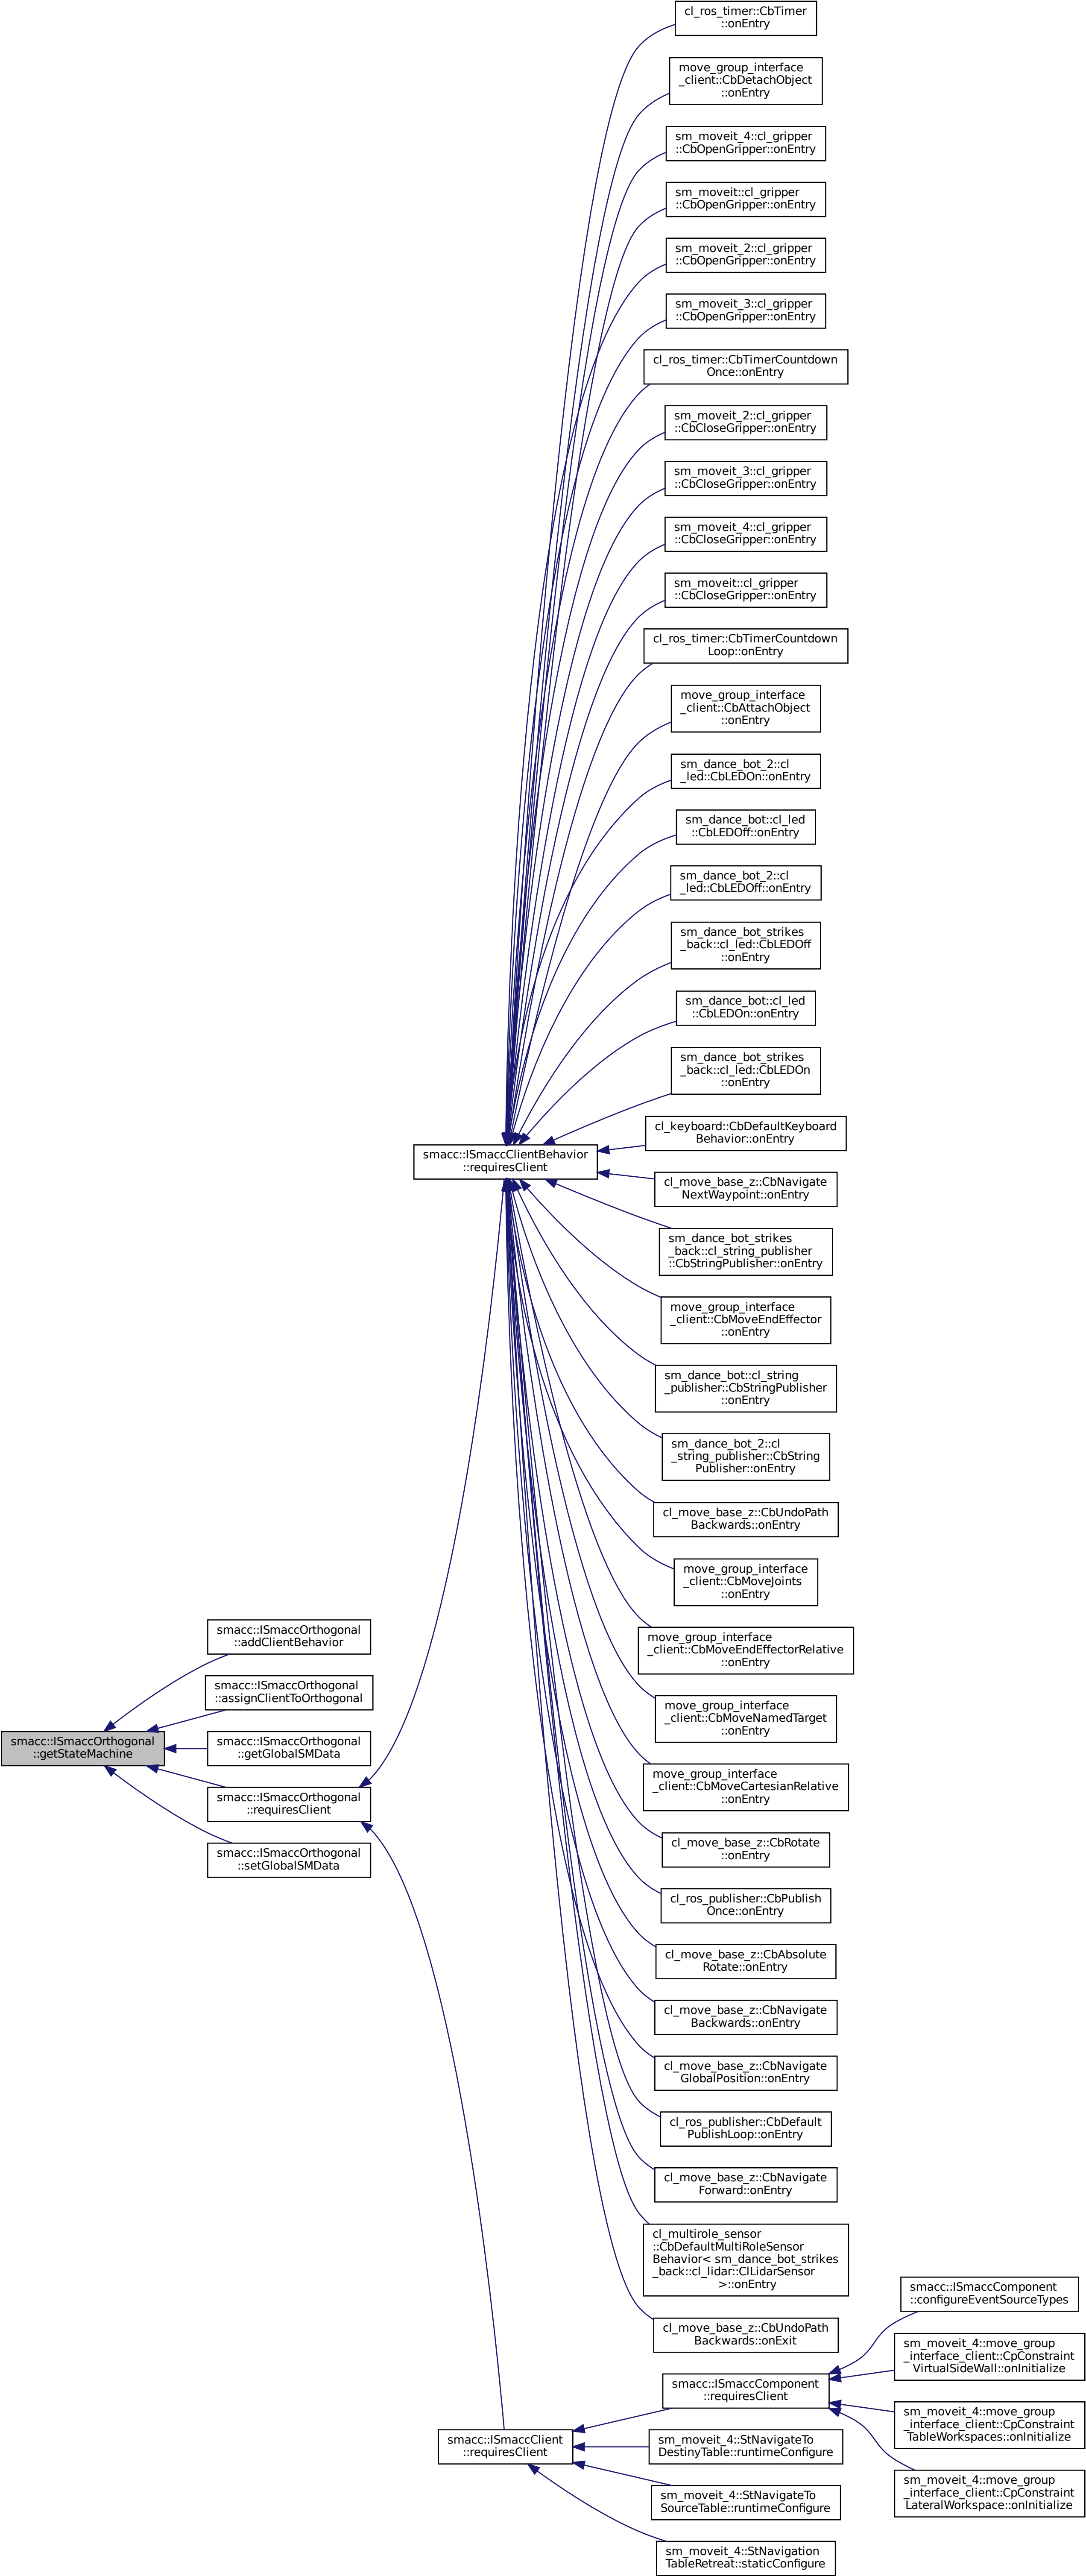 cl_ros_timer::CbTimer
::onEntry
move_group_interface
_client::CbDetachObject
::onEntry
sm_moveit_4::cl_gripper
::CbOpenGripper::onEntry
sm_moveit::cl_gripper
::CbOpenGripper::onEntry
sm_moveit_2::cl_gripper
::CbOpenGripper::onEntry
sm_moveit_3::cl_gripper
::CbOpenGripper::onEntry
cl_ros_timer::CbTimerCountdown
Once::onEntry
sm_moveit_2::cl_gripper
::CbCloseGripper::onEntry
sm_moveit_3::cl_gripper
::CbCloseGripper::onEntry
sm_moveit_4::cl_gripper
::CbCloseGripper::onEntry
sm_moveit::cl_gripper
::CbCloseGripper::onEntry
cl_ros_timer::CbTimerCountdown
Loop::onEntry
move_group_interface
_client::CbAttachObject
::onEntry
sm_dance_bot_2::cl
_led::CbLEDOn::onEntry
sm_dance_bot::cl_led
::CbLEDOff::onEntry
sm_dance_bot_2::cl
_led::CbLEDOff::onEntry
sm_dance_bot_strikes
_back::cl_led::CbLEDOff
::onEntry
sm_dance_bot::cl_led
::CbLEDOn::onEntry
sm_dance_bot_strikes
_back::cl_led::CbLEDOn
::onEntry
cl_keyboard::CbDefaultKeyboard
Behavior::onEntry
smacc::ISmaccClientBehavior
::requiresClient
cl_move_base_z::CbNavigate
NextWaypoint::onEntry
sm_dance_bot_strikes
_back::cl_string_publisher
::CbStringPublisher::onEntry
move_group_interface
_client::CbMoveEndEffector
::onEntry
sm_dance_bot::cl_string
_publisher::CbStringPublisher
::onEntry
sm_dance_bot_2::cl
_string_publisher::CbString
Publisher::onEntry
cl_move_base_z::CbUndoPath
Backwards::onEntry
move_group_interface
_client::CbMoveJoints
::onEntry
move_group_interface
_client::CbMoveEndEffectorRelative
::onEntry
move_group_interface
_client::CbMoveNamedTarget
::onEntry
move_group_interface
_client::CbMoveCartesianRelative
::onEntry
cl_move_base_z::CbRotate
::onEntry
cl_ros_publisher::CbPublish
Once::onEntry
cl_move_base_z::CbAbsolute
Rotate::onEntry
cl_move_base_z::CbNavigate
Backwards::onEntry
cl_move_base_z::CbNavigate
GlobalPosition::onEntry
cl_ros_publisher::CbDefault
PublishLoop::onEntry
cl_move_base_z::CbNavigate
Forward::onEntry
cl_multirole_sensor
::CbDefaultMultiRoleSensor
Behavior< sm_dance_bot_strikes
_back::cl_lidar::ClLidarSensor
>::onEntry
cl_move_base_z::CbUndoPath
Backwards::onExit
smacc::ISmaccOrthogonal
::addClientBehavior
smacc::ISmaccOrthogonal
::assignClientToOrthogonal
smacc::ISmaccOrthogonal
::getStateMachine
smacc::ISmaccOrthogonal
::getGlobalSMData
smacc::ISmaccOrthogonal
::requiresClient
smacc::ISmaccOrthogonal
::setGlobalSMData
smacc::ISmaccComponent
::configureEventSourceTypes
sm_moveit_4::move_group
_interface_client::CpConstraint
VirtualSideWall::onInitialize
smacc::ISmaccComponent
::requiresClient
sm_moveit_4::move_group
_interface_client::CpConstraint
TableWorkspaces::onInitialize
smacc::ISmaccClient
::requiresClient
sm_moveit_4::StNavigateTo
DestinyTable::runtimeConfigure
sm_moveit_4::move_group
_interface_client::CpConstraint
LateralWorkspace::onInitialize
sm_moveit_4::StNavigateTo
SourceTable::runtimeConfigure
sm_moveit_4::StNavigation
TableRetreat::staticConfigure